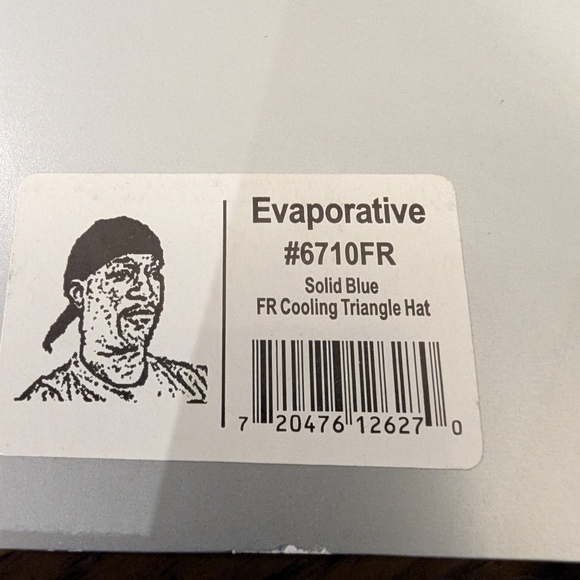 Evaporative
#6710FR
Solid Blue
FR Cooling Triangle Hat
7 20476 12627 0